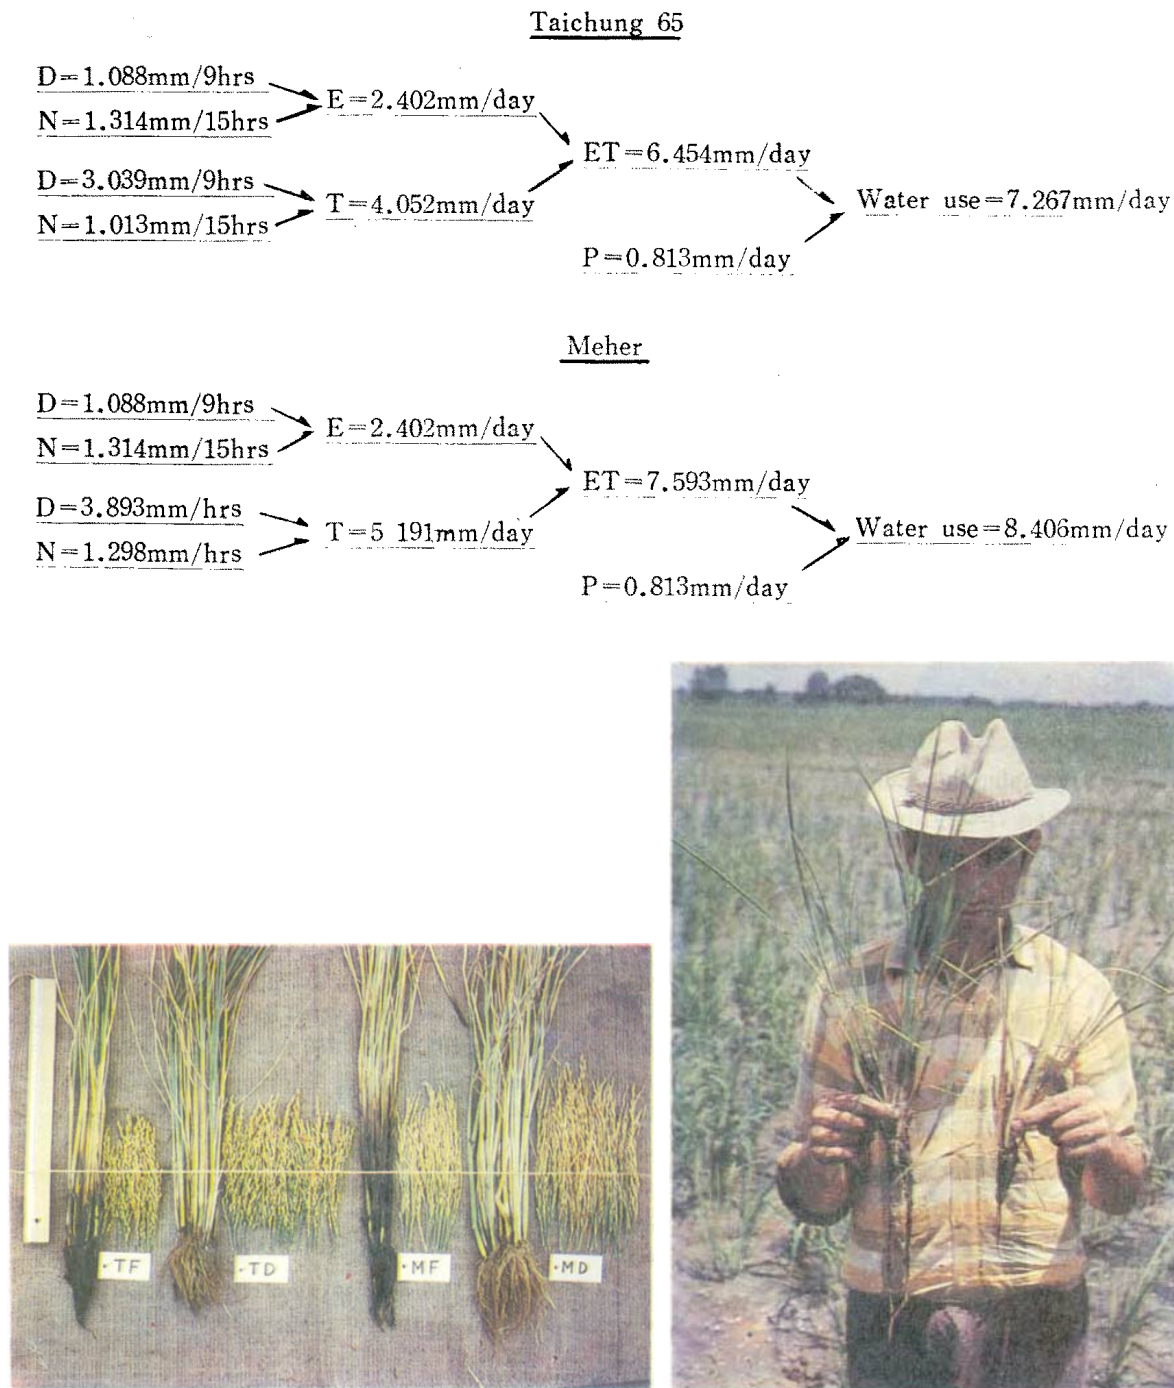 Taichung 65
D=1.088mm/9hrs
N=1.314mm/15hrs
E=2.402mm/day
D=3.039mm/9hrs
N=1.013mm/15hrs
T=4.052mm/day
ET=6.454mm/day
P=0.813mm/day
Water use=7.267mm/day
Meher
D=1.088mm/9hrs
N=1.314mm/15hrs
E=2.402mm/day
D=3.893mm/hrs
N=1.298mm/hrs
T=5 191mm/day
ET=7.593mm/day
P=0.813mm/day
Water use=8.406mm/day
·TF
·TD
·MF
·MD